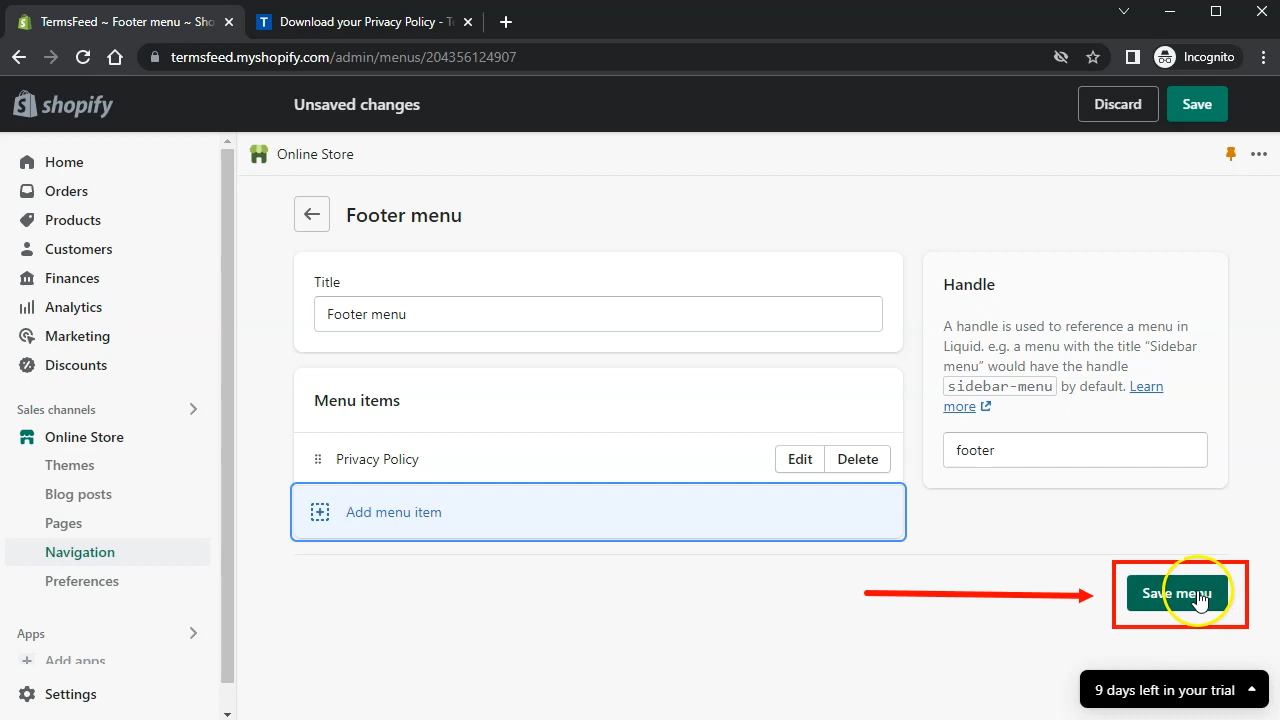 TermsFeed ~ Footer menu ~ Sho
Download your Privacy Policy - Te
termsfeed.myshopify.com/admin/menus/204356124907
Incognito
shopify
Unsaved changes
Discard
Save
Home
Orders
Products
Customers
Finances
Analytics
Marketing
Discounts
Sales channels
Online Store
Themes
Blog posts
Pages
Navigation
Preferences
Apps
Add apps
Settings
Online Store
Footer menu
Title
Footer menu
Menu items
Privacy Policy
Edit
Delete
Add menu item
Handle
A handle is used to reference a menu in
Liquid. e.g. a menu with the title “Sidebar
menu” would have the handle
sidebar-menu by default. Learn
more
footer
Save menu
9 days left in your trial